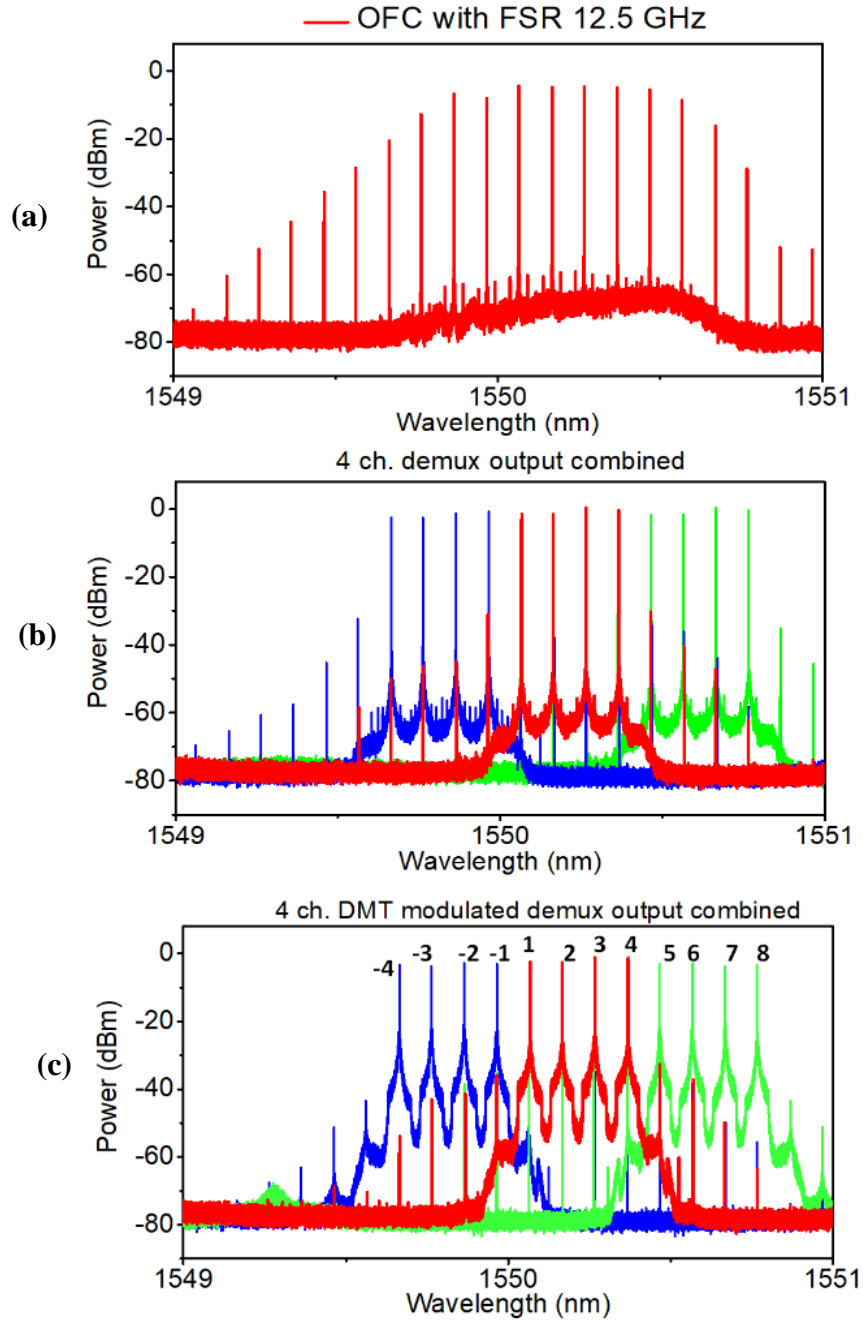 OFC with FSR 12.5 GHz
(a)
Power (dBm)
0
-20
-40
-60
-80
1549
1550
1551
Wavelength (nm)
4 ch. demux output combined
(b)
Power (dBm)
0
-20
-40
-60
-80
1549
1550
1551
Wavelength (nm)
4 ch. DMT modulated demux output combined
(c)
Power (dBm)
0
-20
-40
-60
-80
-4 -3 -2 -1 1 2 3 4 5 6 7 8
1549
1550
1551
Wavelength (nm)